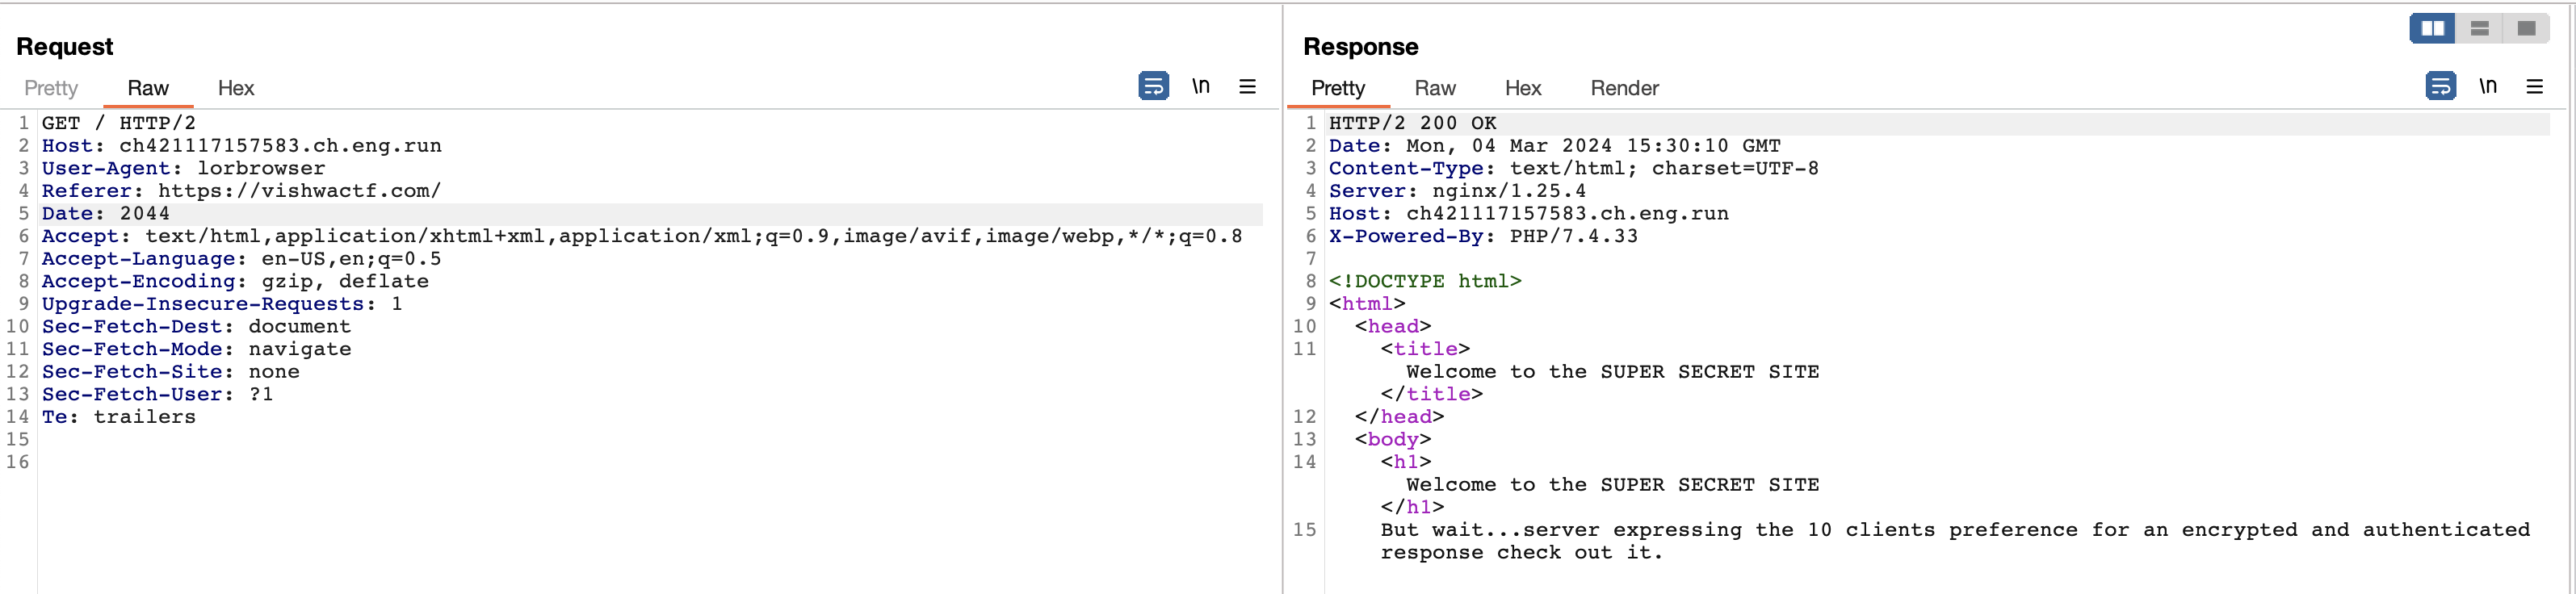 Request
Pretty Raw Hex \n
1 GET / HTTP/2
2 Host: ch421117157583.ch.eng.run
3 User-Agent: lorbrowser
4 Referer: https://vishwactf.com/
5 Date: 2044
6 Accept: text/html,application/xhtml+xml,application/xml;q=0.9,image/avif,image/webp,*/*;q=0.8
7 Accept-Language: en-US,en;q=0.5
8 Accept-Encoding: gzip, deflate
9 Upgrade-Insecure-Requests: 1
10 Sec-Fetch-Dest: document
11 Sec-Fetch-Mode: navigate
12 Sec-Fetch-Site: none
13 Sec-Fetch-User: ?1
14 Te: trailers
15
16
Response
Pretty Raw Hex Render \n
1 HTTP/2 200 OK
2 Date: Mon, 04 Mar 2024 15:30:10 GMT
3 Content-Type: text/html; charset=UTF-8
4 Server: nginx/1.25.4
5 Host: ch421117157583.ch.eng.run
6 X-Powered-By: PHP/7.4.33
7
8 <!DOCTYPE html>
9 <html>
10 <head>
11 <title>
Welcome to the SUPER SECRET SITE
</title>
12 </head>
13 <body>
14 <h1>
Welcome to the SUPER SECRET SITE
</h1>
15 But wait...server expressing the 10 clients preference for an encrypted and authenticated
response check out it.